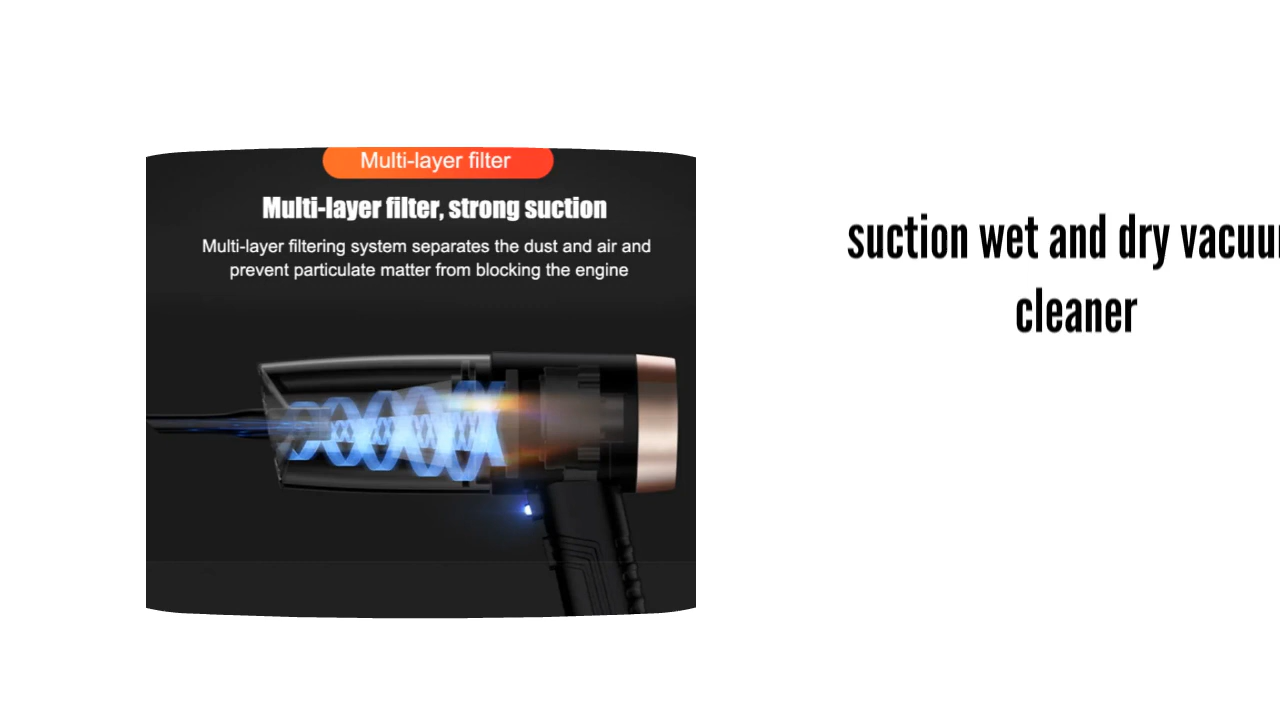 Multi-layer filter
Multi-layer filter, strong suction
Multi-layer filtering system separates the dust and air and
prevent particulate matter from blocking the engine
suction wet and dry
cleaner